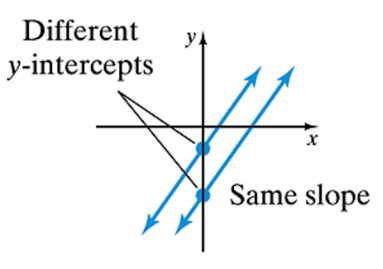 Different
y-intercepts
y
x
Same slope